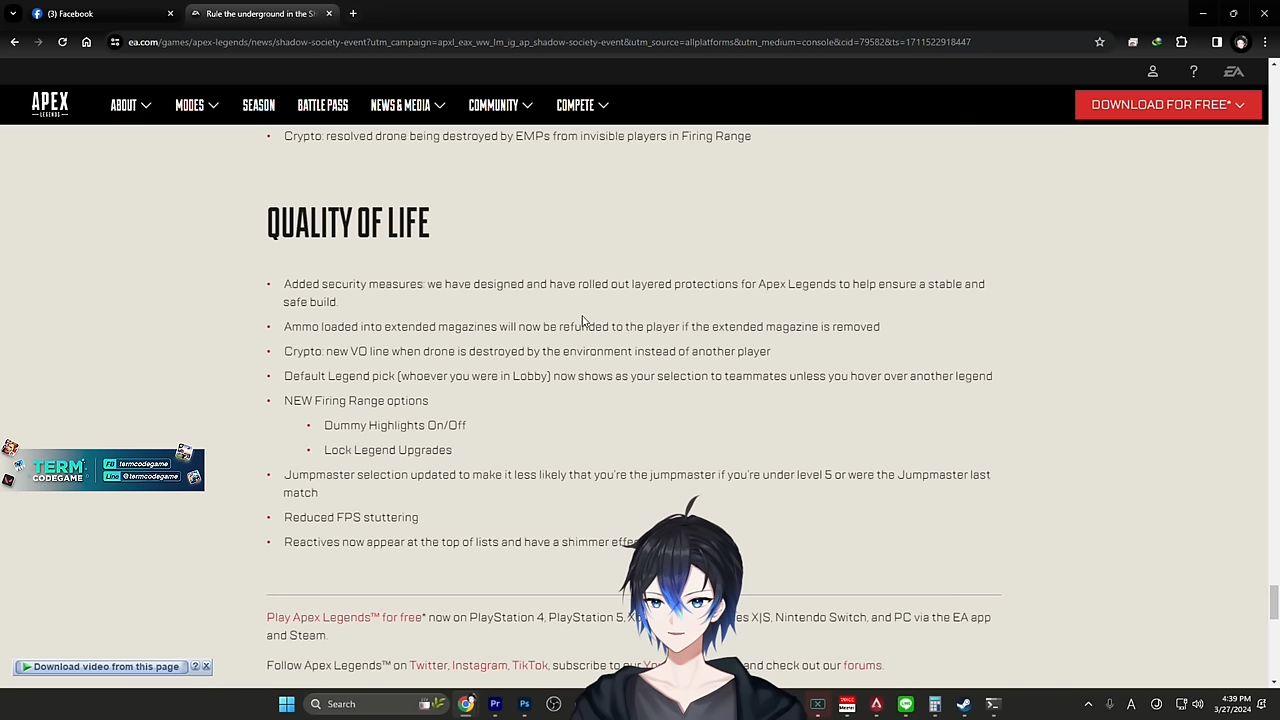 (3) Facebook
Rule the underground in the Sh
ea.com/games/apex-legends/news/shadow-society-event?utm_campaign=apxl_eax_ww_lm_ig_ap_shadow-society-event&utm_source=allplatforms&utm_medium=console&cid=79582&ts=1711522918447
EA
APEX LEGENDS
ABOUT MODES SEASON BATTLE PASS NEWS & MEDIA COMMUNITY COMPETE
DOWNLOAD FOR FREE*
• Crypto: resolved drone being destroyed by EMPs from invisible players in Firing Range
QUALITY OF LIFE
• Added security measures: we have designed and have rolled out layered protections for Apex Legends to help ensure a stable and
safe build.
• Ammo loaded into extended magazines will now be refunded to the player if the extended magazine is removed
• Crypto: new VO line when drone is destroyed by the environment instead of another player
• Default Legend pick (whoever you were in Lobby) now shows as your selection to teammates unless you hover over another legend
• NEW Firing Range options
• Dummy Highlights On/Off
• Lock Legend Upgrades
• Jumpmaster selection updated to make it less likely that you're the jumpmaster if you're under level 5 or were the Jumpmaster last
match
• Reduced FPS stuttering
• Reactives now appear at the top of lists and have a shimmer effe
TERM
CODEGAME
FB termcodegame
Line @termcodegame
Play Apex Legends™ for free* now on PlayStation 4, PlayStation 5, X es X|S, Nintendo Switch, and PC via the EA app
and Steam.
Follow Apex Legends™ on Twitter, Instagram, TikTok, subscribe to our and check out our forums.
Download video from this page ? x
Search
Pr
Ps
A
4:39 PM
3/27/2024